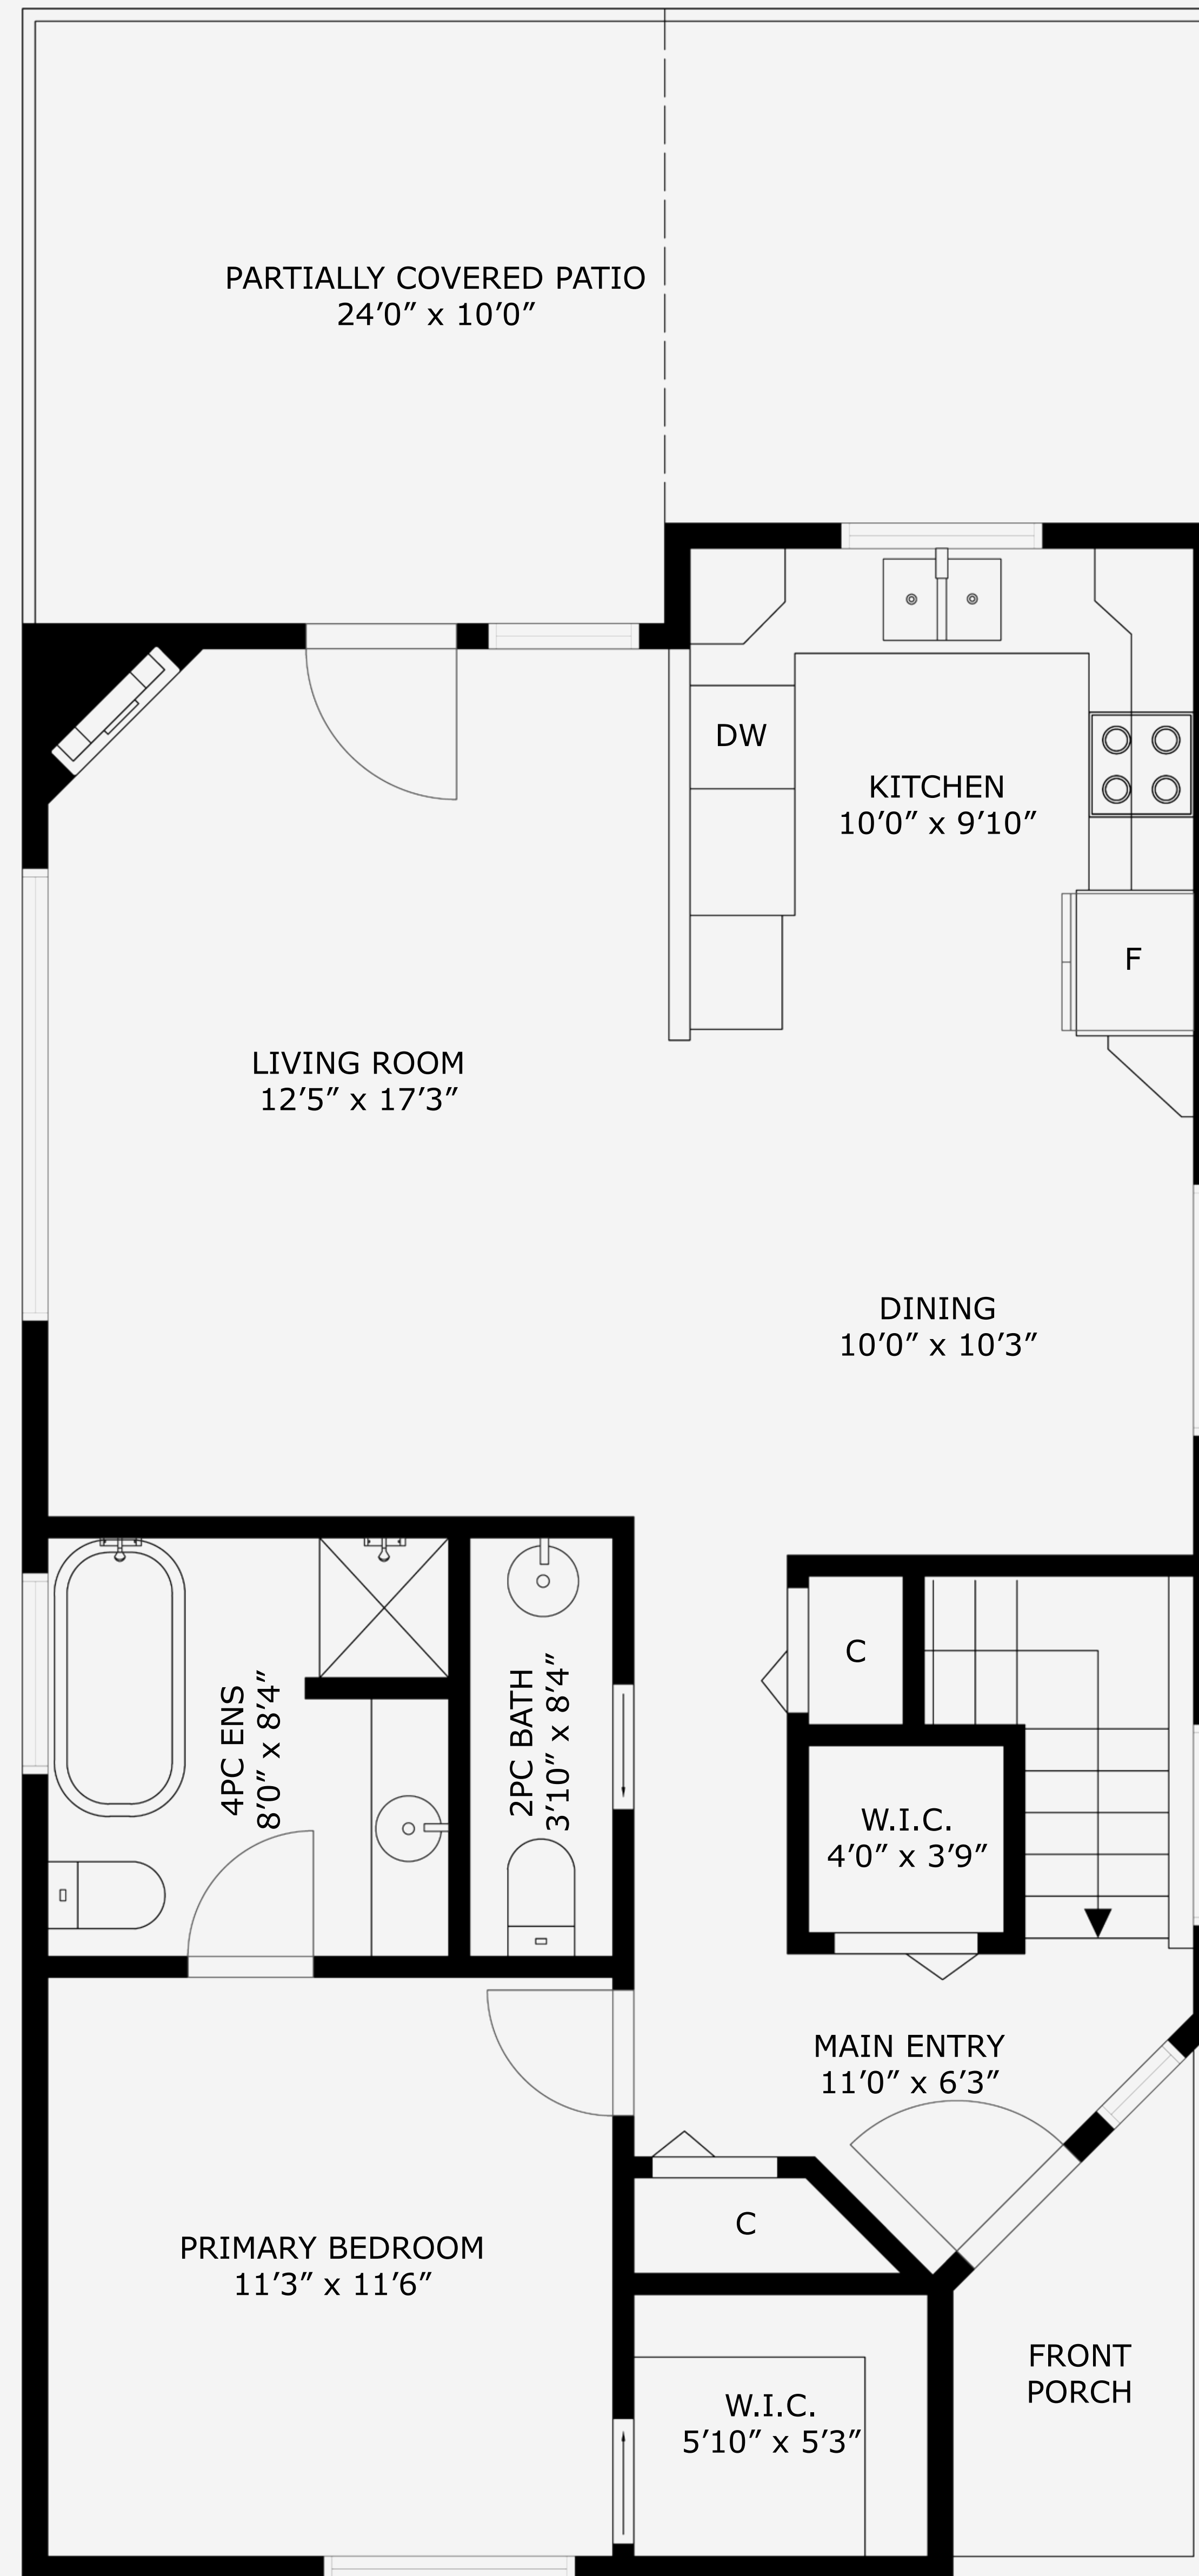 PARTIALLY COVERED PATIO
24′0″ x 10′0″
DW
KITCHEN
10′0″ x 9′10″
F
LIVING ROOM
12′5″ x 17′3″
DINING
10′0″ x 10′3″
4PC ENS
8′0″ x 8′4″
2PC BATH
3′10″ x 8′4″
C
W.I.C.
4′0″ x 3′9″
MAIN ENTRY
11′0″ x 6′3″
C
PRIMARY BEDROOM
11′3″ x 11′6″
FRONT
PORCH
W.I.C.
5′10″ x 5′3″